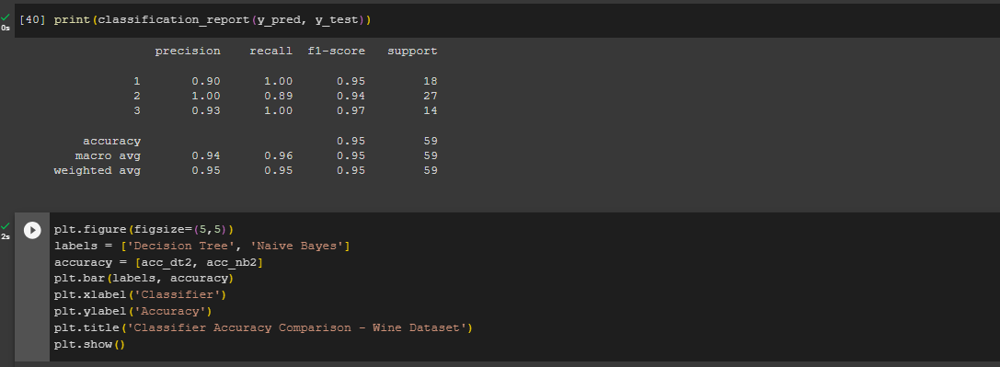 [40] print(classification_report(y_pred, y_test))
0s
precision recall f1-score support
1 0.90 1.00 0.95 18
2 1.00 0.89 0.94 27
3 0.93 1.00 0.97 14
accuracy 0.95 59
macro avg 0.94 0.96 0.95 59
weighted avg 0.95 0.95 0.95 59
plt.figure(figsize=(5,5))
2s
labels = ['Decision Tree', 'Naive Bayes']
accuracy = [acc_dt2, acc_nb2]
plt.bar(labels, accuracy)
plt.xlabel('Classifier')
plt.ylabel('Accuracy')
plt.title('Classifier Accuracy Comparison - Wine Dataset')
plt.show()